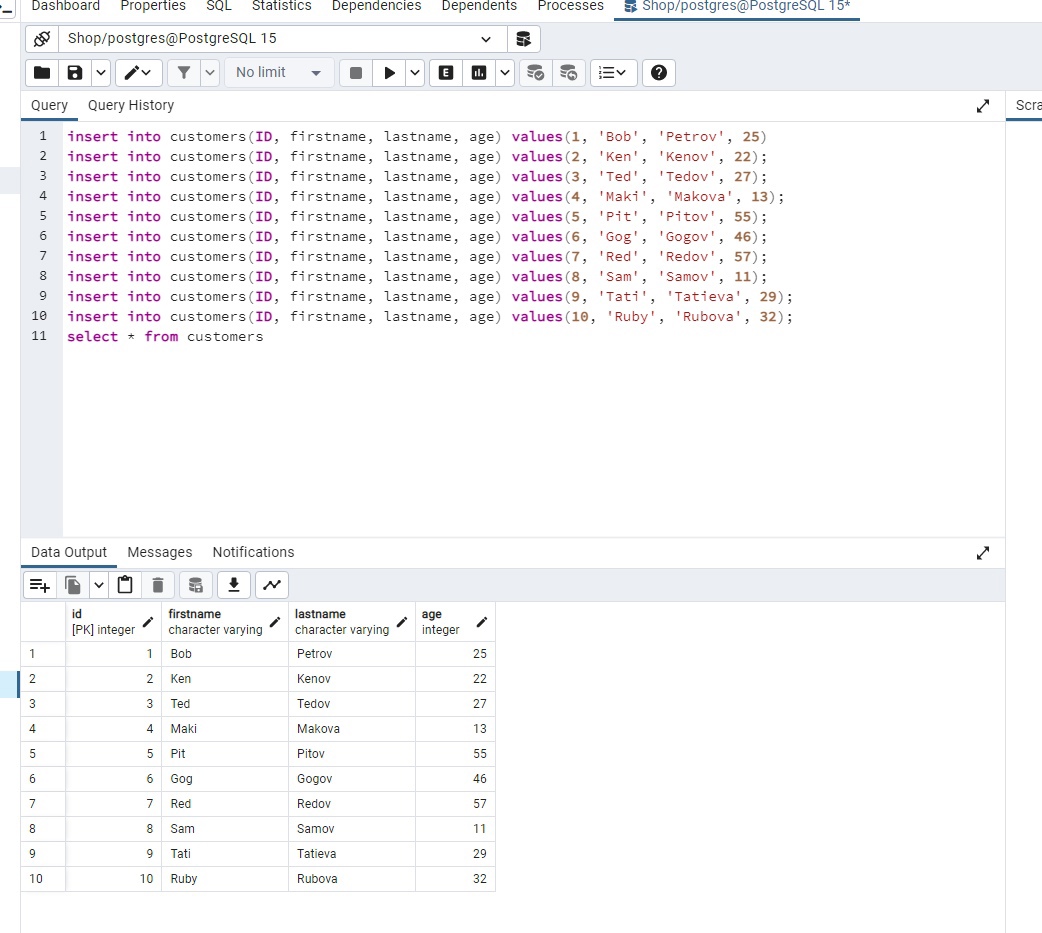 Dashboard Properties SQL Statistics Dependencies Dependents Processes Shop/postgres@PostgreSQL 15*
Shop/postgres@PostgreSQL 15
No limit E
Query Query History
1 insert into customers(ID, firstname, lastname, age) values(1, 'Bob', 'Petrov', 25)
2 insert into customers(ID, firstname, lastname, age) values(2, 'Ken', 'Kenov', 22);
3 insert into customers(ID, firstname, lastname, age) values(3, 'Ted', 'Tedov', 27);
4 insert into customers(ID, firstname, lastname, age) values(4, 'Maki', 'Makova', 13);
5 insert into customers(ID, firstname, lastname, age) values(5, 'Pit', 'Pitov', 55);
6 insert into customers(ID, firstname, lastname, age) values(6, 'Gog', 'Gogov', 46);
7 insert into customers(ID, firstname, lastname, age) values(7, 'Red', 'Redov', 57);
8 insert into customers(ID, firstname, lastname, age) values(8, 'Sam', 'Samov', 11);
9 insert into customers(ID, firstname, lastname, age) values(9, 'Tati', 'Tatieva', 29);
10 insert into customers(ID, firstname, lastname, age) values(10, 'Ruby', 'Rubova', 32);
11 select * from customers
Data Output Messages Notifications
id firstname lastname age
[PK] integer character varying character varying integer
1 1 Bob Petrov 25
2 2 Ken Kenov 22
3 3 Ted Tedov 27
4 4 Maki Makova 13
5 5 Pit Pitov 55
6 6 Gog Gogov 46
7 7 Red Redov 57
8 8 Sam Samov 11
9 9 Tati Tatieva 29
10 10 Ruby Rubova 32